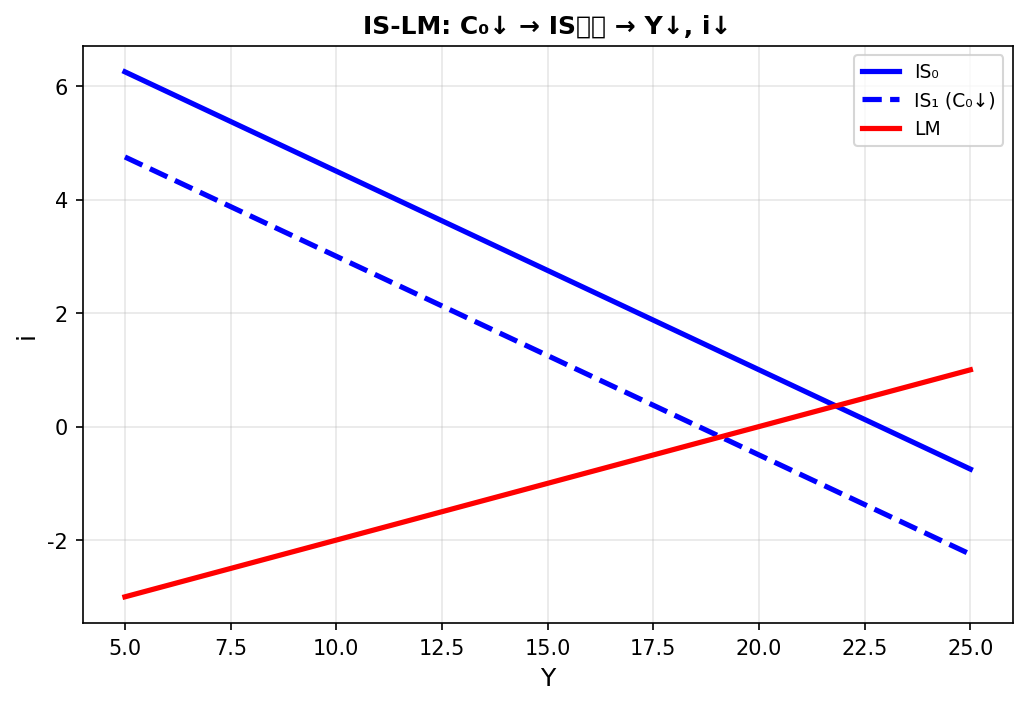 IS-LM: C₀↓ → IS → Y↓, i↓
IS₀
IS₁ (C₀↓)
LM
i
6
4
2
0
-2
5.0 7.5 10.0 12.5 15.0 17.5 20.0 22.5 25.0
Y